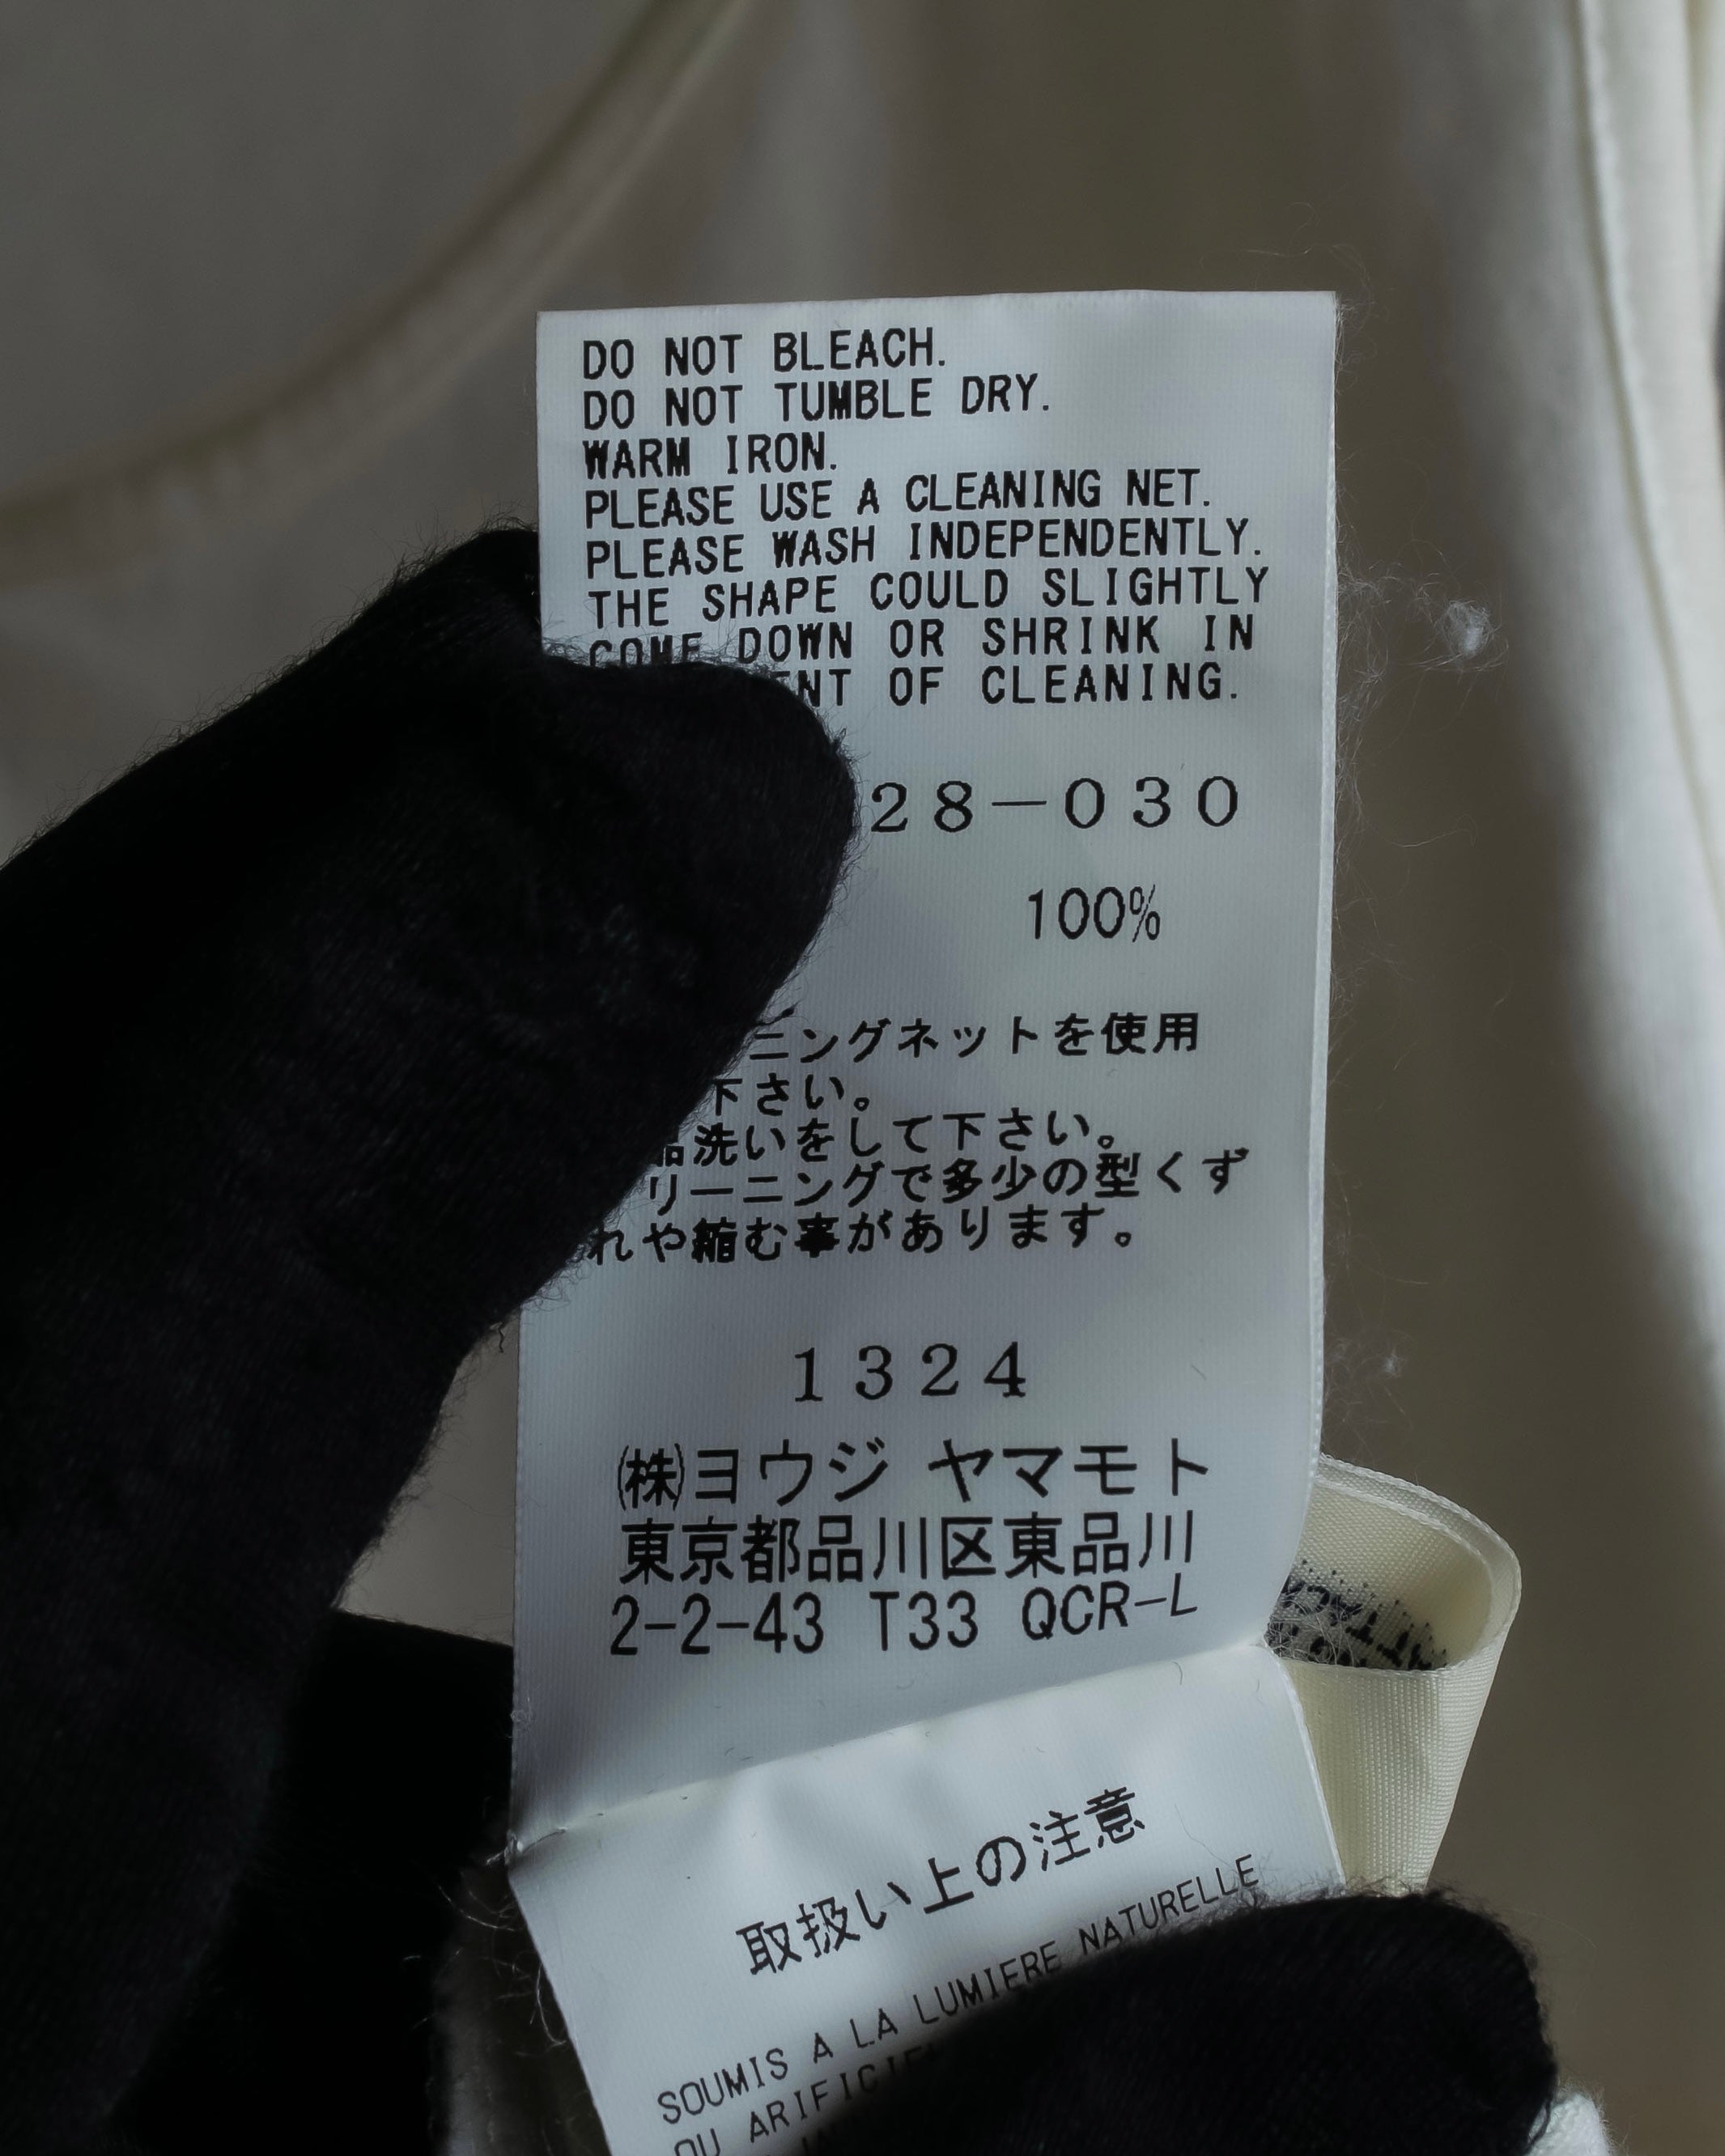 DO NOT BLEACH.
DO NOT TUMBLE DRY.
WARM IRON.
PLEASE USE A CLEANING NET.
PLEASE WASH INDEPENDENTLY.
THE SHAPE COULD SLIGHTLY
COME DOWN OR SHRINK IN
OF CLEANING.
28-030
100%
ニングネットを使用
下さい。
品洗いをして下さい。
リーニングで多少の型くず
れや縮む事があります。
1324
㈱ヨウジ ヤマモト
東京都品川区東品川
2-2-43 T33 QCR-L
取扱い上の注意
SOUMIS A LA LUMIERE NATURELLE
OU